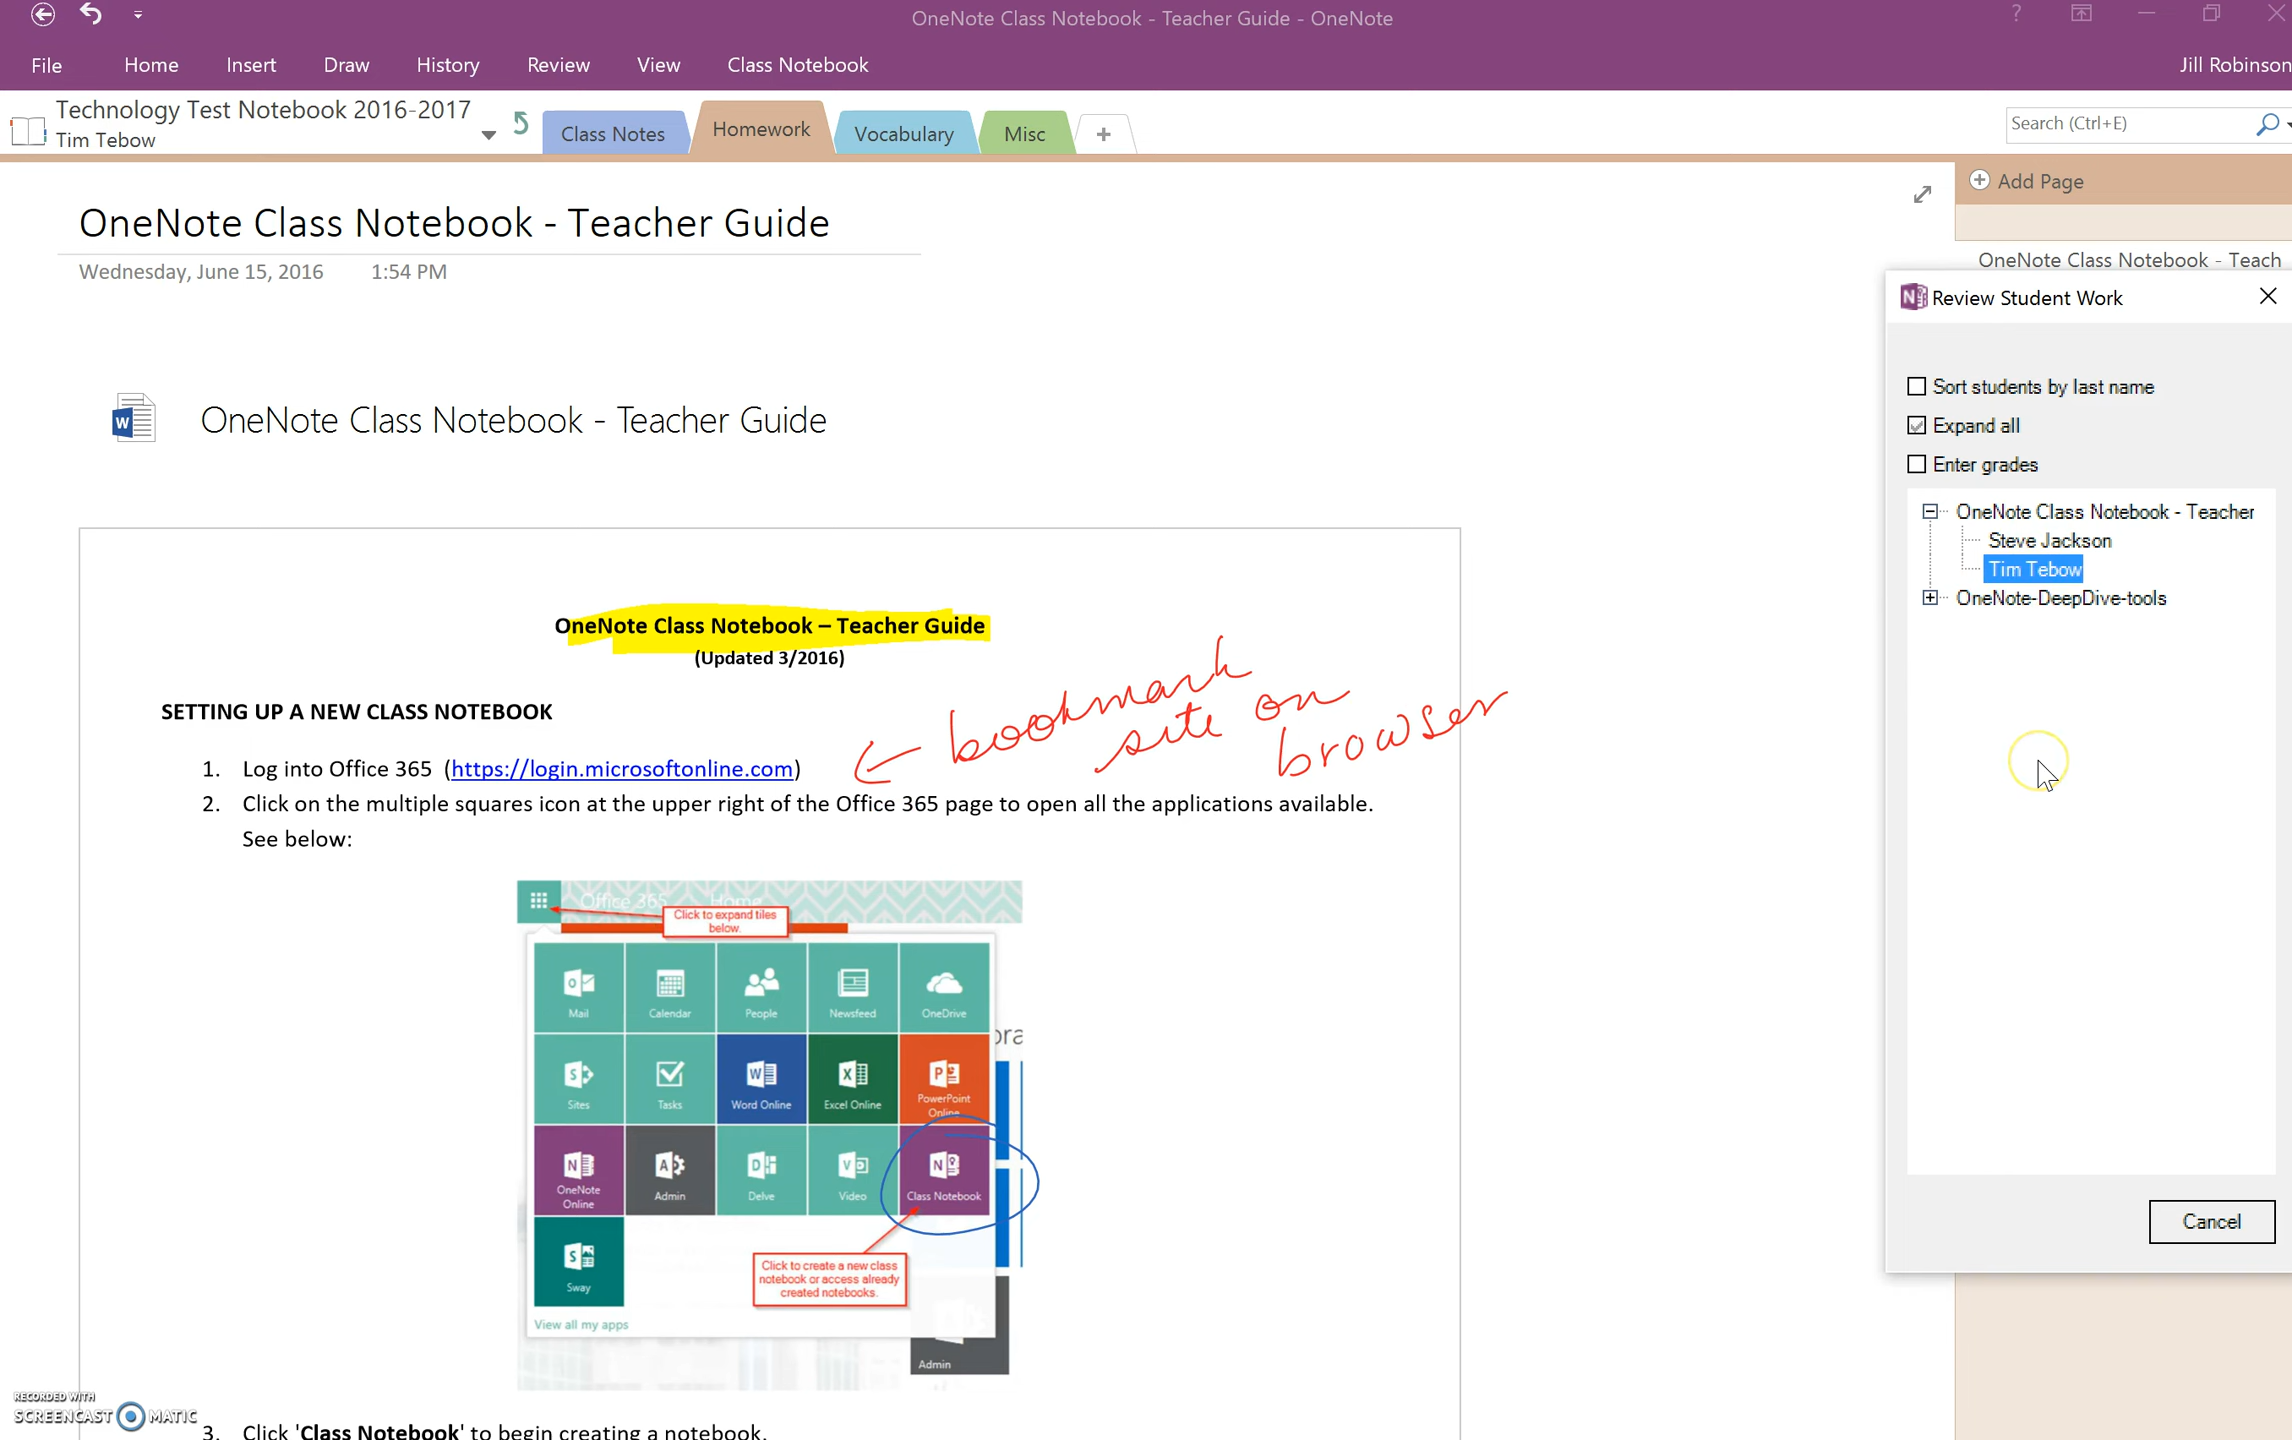 OneNote Class Notebook - Teacher Guide - OneNote
?
File Home Insert Draw History Review View Class Notebook Jill Robinson
Technology Test Notebook 2016-2017
Tim Tebow
Class Notes Homework Vocabulary Misc +
Search (Ctrl+E)
Add Page
OneNote Class Notebook - Teacher Guide
Wednesday, June 15, 2016 1:54 PM
OneNote Class Notebook - Teach
Review Student Work
Sort students by last name
Expand all
Enter grades
OneNote Class Notebook - Teacher
Steve Jackson
Tim Tebow
OneNote-DeepDive-tools
Cancel
OneNote Class Notebook - Teacher Guide
OneNote Class Notebook – Teacher Guide
(Updated 3/2016)
bookmark
site on
browser
SETTING UP A NEW CLASS NOTEBOOK
1. Log into Office 365 (https://login.microsoftonline.com)
2. Click on the multiple squares icon at the upper right of the Office 365 page to open all the applications available.
See below:
Office 365 Home
Click to expand tiles
below.
Mail Calendar People Newsfeed OneDrive
ora
Sites Tasks Word Online Excel Online PowerPoint
Online
OneNote
Online
Admin Delve Video Class Notebook
Sway
Click to create a new class
notebook or access already
created notebooks.
View all my apps
Admin
RECORDED WITH
SCREENCAST MATIC
3. Click 'Class Notebook' to begin creating a notebook.